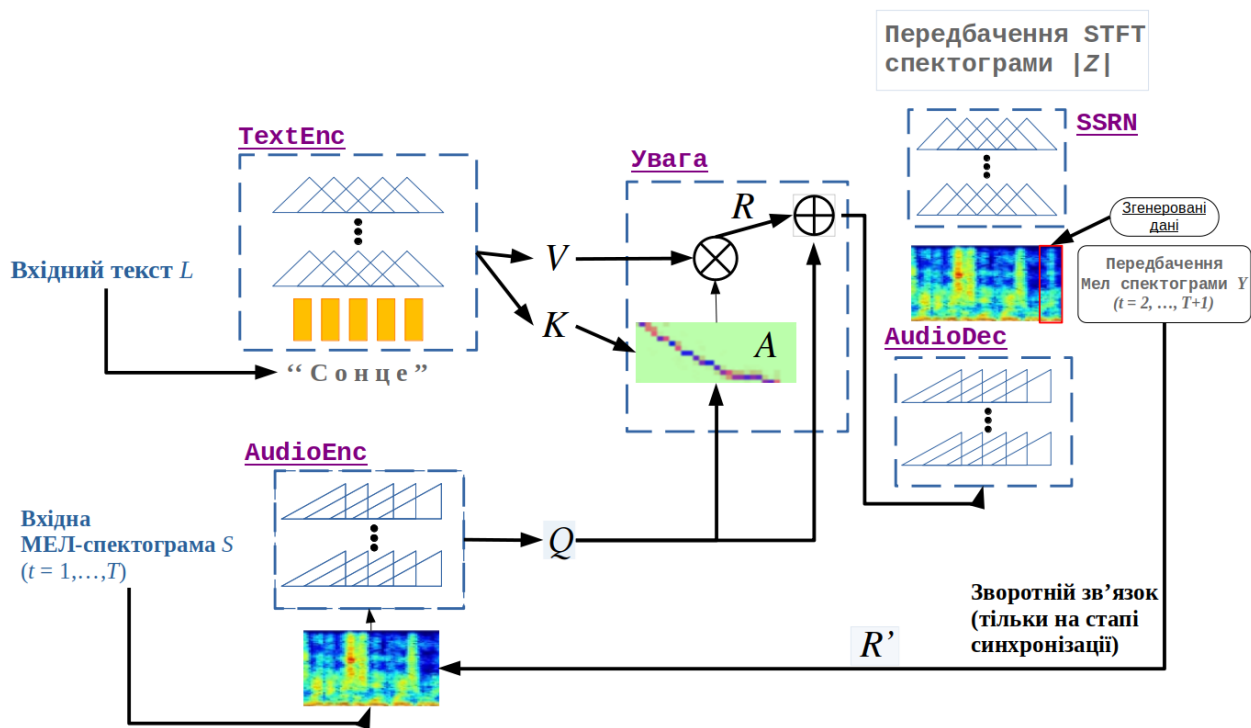 Передбачення STFT
спектограми |Z|
TextEnc
SSRN
Увага
Згенеровані
дані
R
V
Вхідний текст L
Передбачення
Мел спектограми Y
(t = 2, …, T+1)
K
A
AudioDec
“ С о н ц е ”
AudioEnc
Вхідна
МЕЛ-спектограма S
(t = 1,…,T)
Q
Зворотній зв’язок
(тільки на стапі
синхронізації)
R’